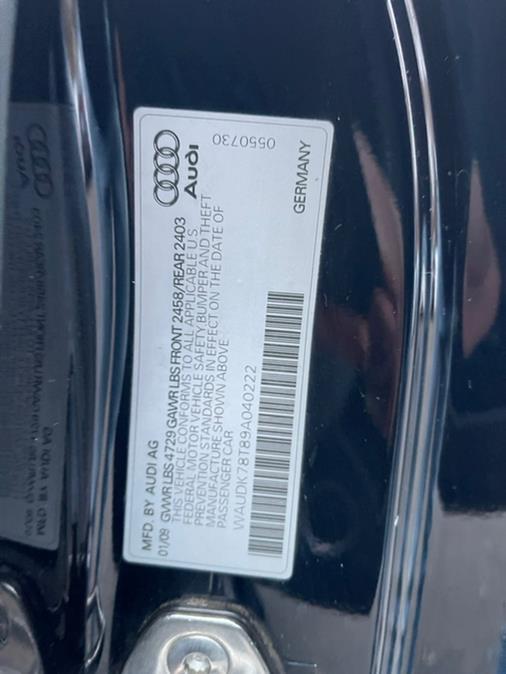 MFD. BY AUDI AG
Audi
01/09 GVWR LBS 4729 GAWR LBS FRONT 2458/REAR 2403
THIS VEHICLE CONFORMS TO ALL APPLICABLE U.S.
FEDERAL MOTOR VEHICLE SAFETY, BUMPER AND THEFT
PREVENTION STANDARDS IN EFFECT ON THE DATE OF
MANUFACTURE SHOWN ABOVE
PASSENGER CAR
WAUDK78T89A040222
0550730
GERMANY